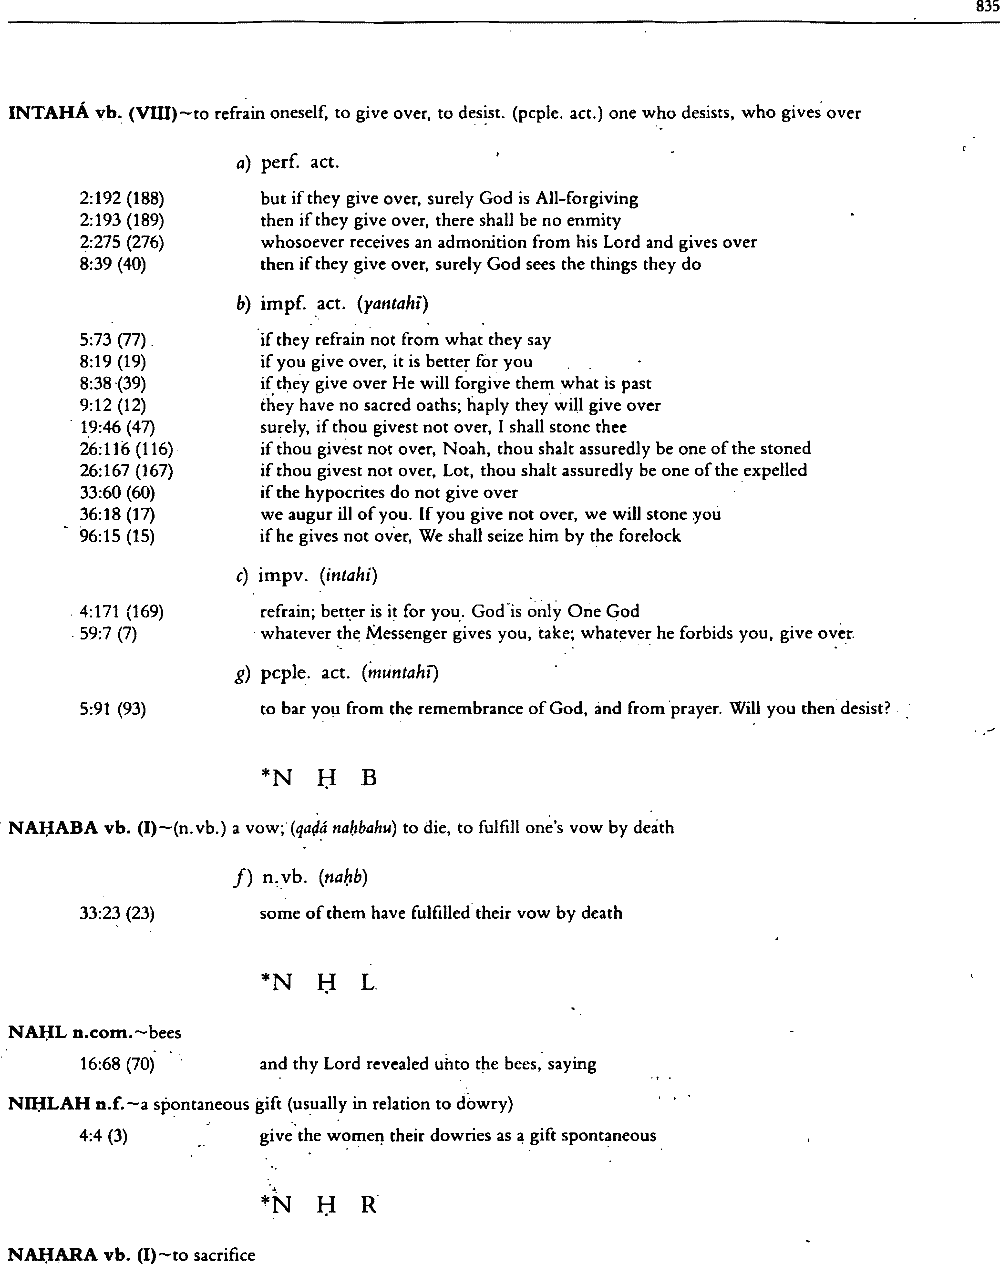 835
INTAHÁ vb. (VIII)~to refrain oneself, to give over, to desist. (pcple. act.) one who desists, who gives over
a) perf. act.
2:192 (188) but if they give over, surely God is All-forgiving
2:193 (189) then if they give over, there shall be no enmity
2:275 (276) whosoever receives an admonition from his Lord and gives over
8:39 (40) then if they give over, surely God sees the things they do
b) impf. act. (yantahī)
5:73 (77) if they refrain not from what they say
8:19 (19) if you give over, it is better for you
8:38 (39) if they give over He will forgive them what is past
9:12 (12) they have no sacred oaths; haply they will give over
19:46 (47) surely, if thou givest not over, I shall stone thee
26:116 (116) if thou givest not over, Noah, thou shalt assuredly be one of the stoned
26:167 (167) if thou givest not over, Lot, thou shalt assuredly be one of the expelled
33:60 (60) if the hypocrites do not give over
36:18 (17) we augur ill of you. If you give not over, we will stone you
96:15 (15) if he gives not over, We shall seize him by the forelock
c) impv. (intahi)
4:171 (169) refrain; better is it for you. God is only One God
59:7 (7) whatever the Messenger gives you, take; whatever he forbids you, give over
g) pcple. act. (muntahī)
5:91 (93) to bar you from the remembrance of God, and from prayer. Will you then desist?
*N Ḥ B
NAḤABA vb. (I)~(n.vb.) a vow; (qaḍá naḥbahu) to die, to fulfill one's vow by death
f) n.vb. (naḥb)
33:23 (23) some of them have fulfilled their vow by death
*N Ḥ L
NAḤL n.com.~bees
16:68 (70) and thy Lord revealed unto the bees, saying
NIḤLAH n.f.~a spontaneous gift (usually in relation to dowry)
4:4 (3) give the women their dowries as a gift spontaneous
*N Ḥ R
NAḤARA vb. (I)~to sacrifice